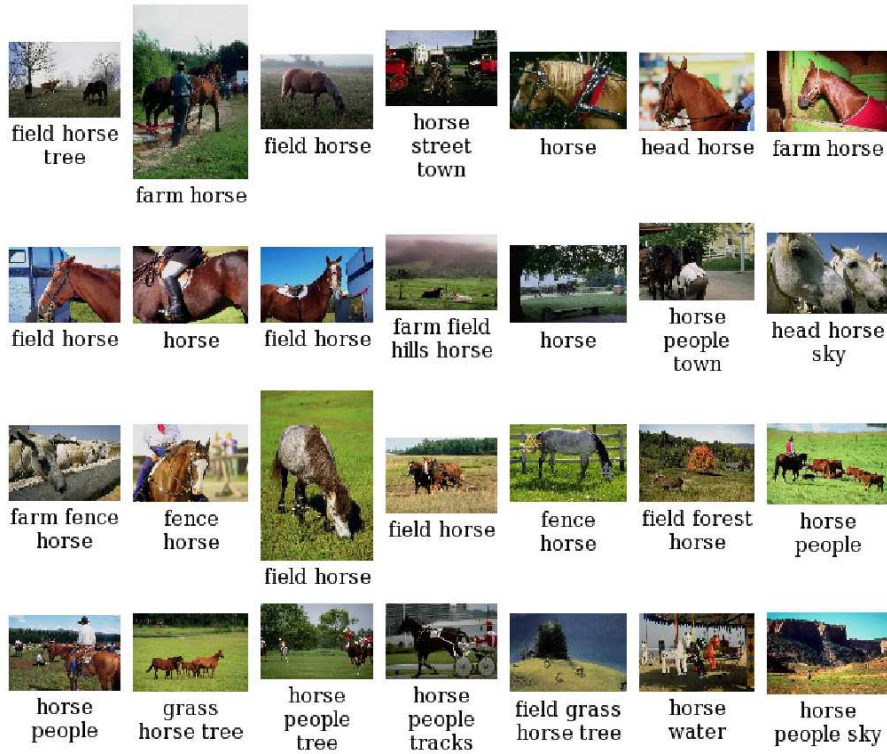 field horse
tree
farm horse
field horse
horse
street
town
horse
head horse
farm horse
field horse
horse
field horse
farm field
hills horse
horse
horse
people
town
head horse
sky
farm fence
horse
fence
horse
field horse
field horse
fence
horse
field forest
horse
horse
people
horse
people
grass
horse tree
horse
people
tree
horse
people
tracks
field grass
horse tree
horse
water
horse
people sky